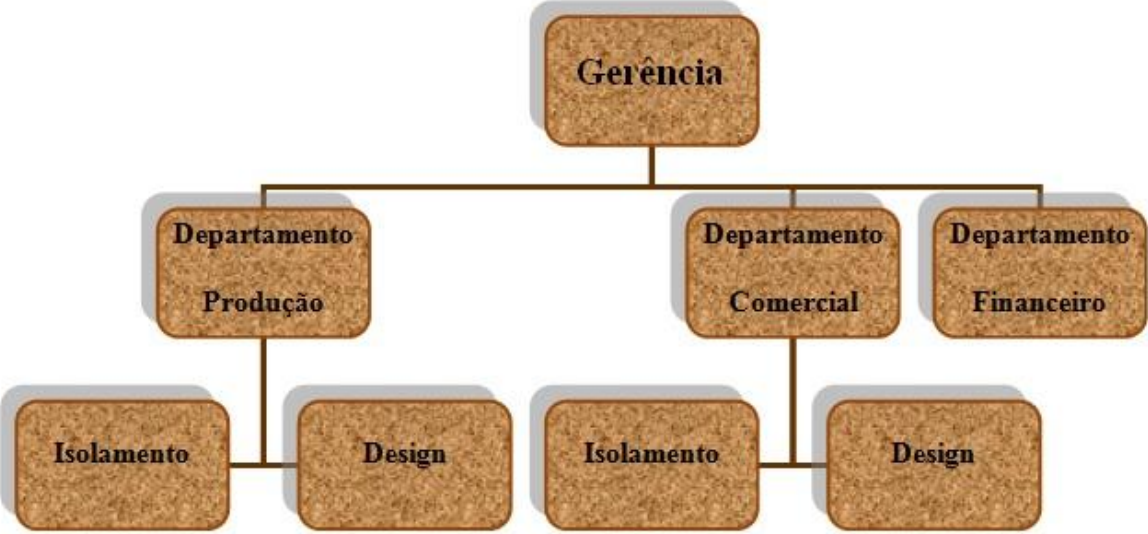 Gerência
Departamento
Produção
Departamento
Comercial
Departamento
Financeiro
Isolamento
Design
Isolamento
Design